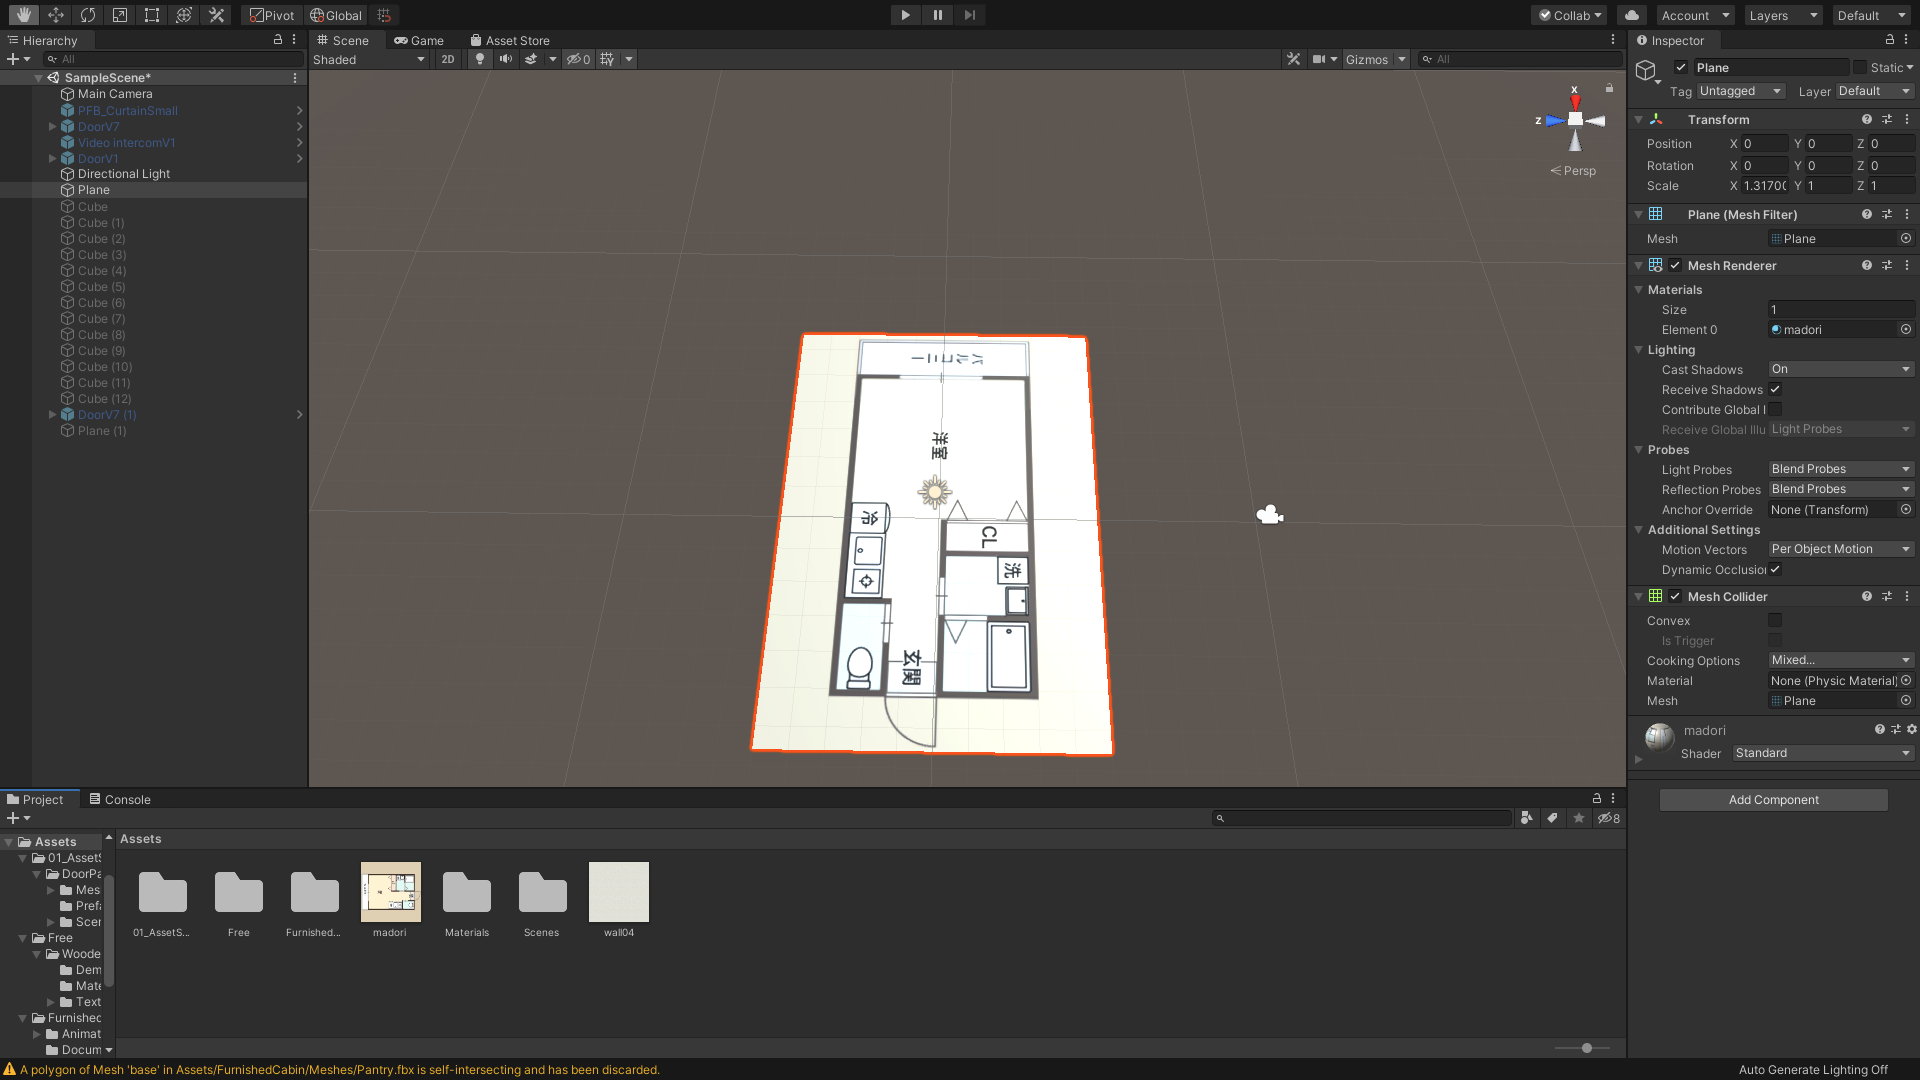 Pivot Global Collab Account Layers Default
Hierarchy Scene Game Asset Store Inspector
All Shaded 2D 0 Gizmos All
SampleScene*
Main Camera
PFB_CurtainSmall
DoorV7
Video intercomV1
DoorV1
Directional Light
Plane
Cube
Cube (1)
Cube (2)
Cube (3)
Cube (4)
Cube (5)
Cube (6)
Cube (7)
Cube (8)
Cube (9)
Cube (10)
Cube (11)
Cube (12)
DoorV7 (1)
Plane (1)
x
z
Persp
バルコニー
洋室
冷
CL
洗
玄関
Plane Static
Tag Untagged Layer Default
Transform
Position X 0 Y 0 Z 0
Rotation X 0 Y 0 Z 0
Scale X 1.3170( Y 1 Z 1
Plane (Mesh Filter)
Mesh Plane
Mesh Renderer
Materials
Size 1
Element 0 madori
Lighting
Cast Shadows On
Receive Shadows
Contribute Global I
Receive Global Illu Light Probes
Probes
Light Probes Blend Probes
Reflection Probes Blend Probes
Anchor Override None (Transform)
Additional Settings
Motion Vectors Per Object Motion
Dynamic Occlusion
Mesh Collider
Convex
Is Trigger
Cooking Options Mixed...
Material None (Physic Material)
Mesh Plane
madori
Shader Standard
Add Component
Project Console
8
Assets
01_AssetS
DoorPa
Mes
Prefa
Scen
Free
Woode
Dem
Mate
Text
Furnished
Animat
Docum
Assets
01_AssetS... Free Furnished... madori Materials Scenes wall04
A polygon of Mesh 'base' in Assets/FurnishedCabin/Meshes/Pantry.fbx is self-intersecting and has been discarded.
Auto Generate Lighting Off